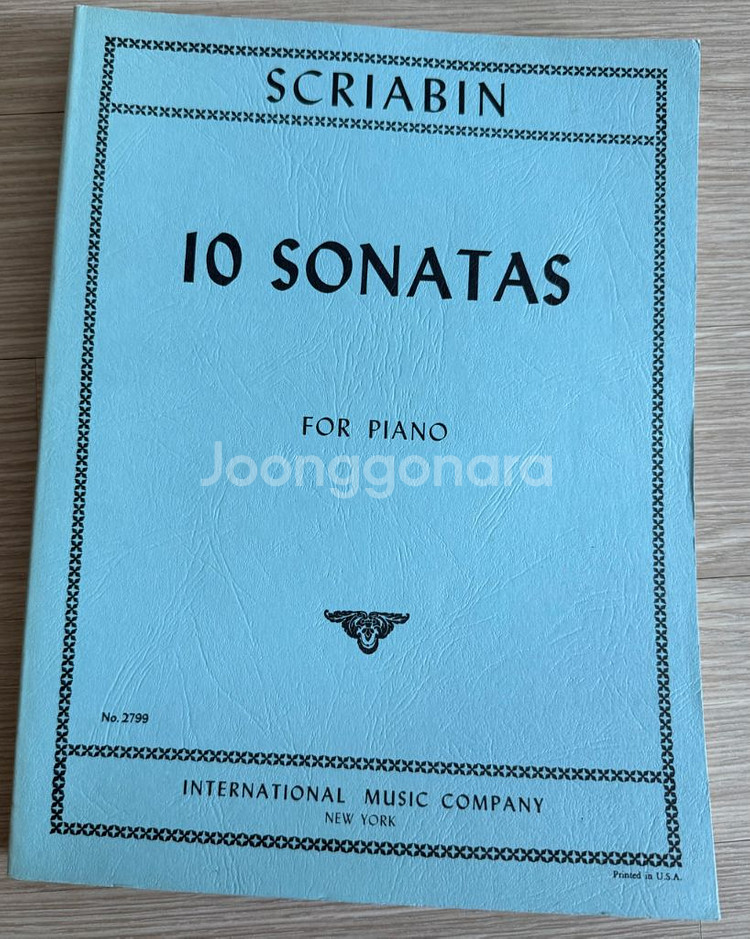 SCRIABIN
10 SONATAS
FOR PIANO
Joonggonara
No. 2799
INTERNATIONAL MUSIC COMPANY
NEW YORK
Printed in U.S.A.